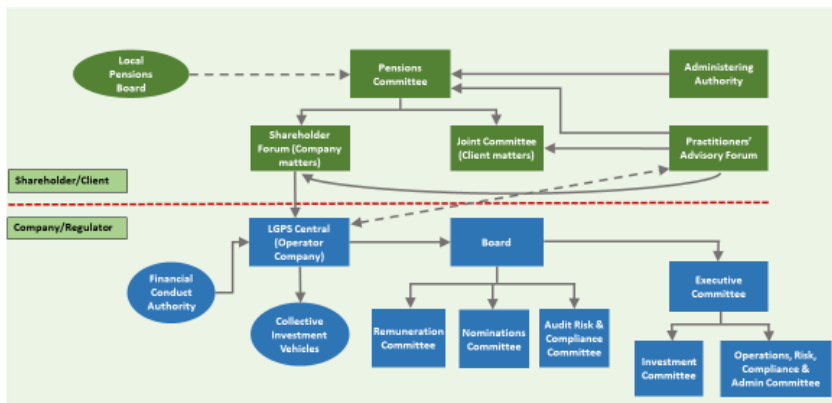 Local
Pensions
Board
Pensions
Committee
Administering
Authority
Shareholder
Forum (Company
matters)
Joint Committee
(Client matters)
Practitioners'
Advisory Forum
Shareholder/Client
Company/Regulator
LGPS Central
(Operator
Company)
Board
Financial
Conduct
Authority
Executive
Committee
Collective
Investment
Vehicles
Remuneration
Committee
Nominations
Committee
Audit Risk &
Compliance
Committee
Investment
Committee
Operations, Risk,
Compliance &
Admin Committee